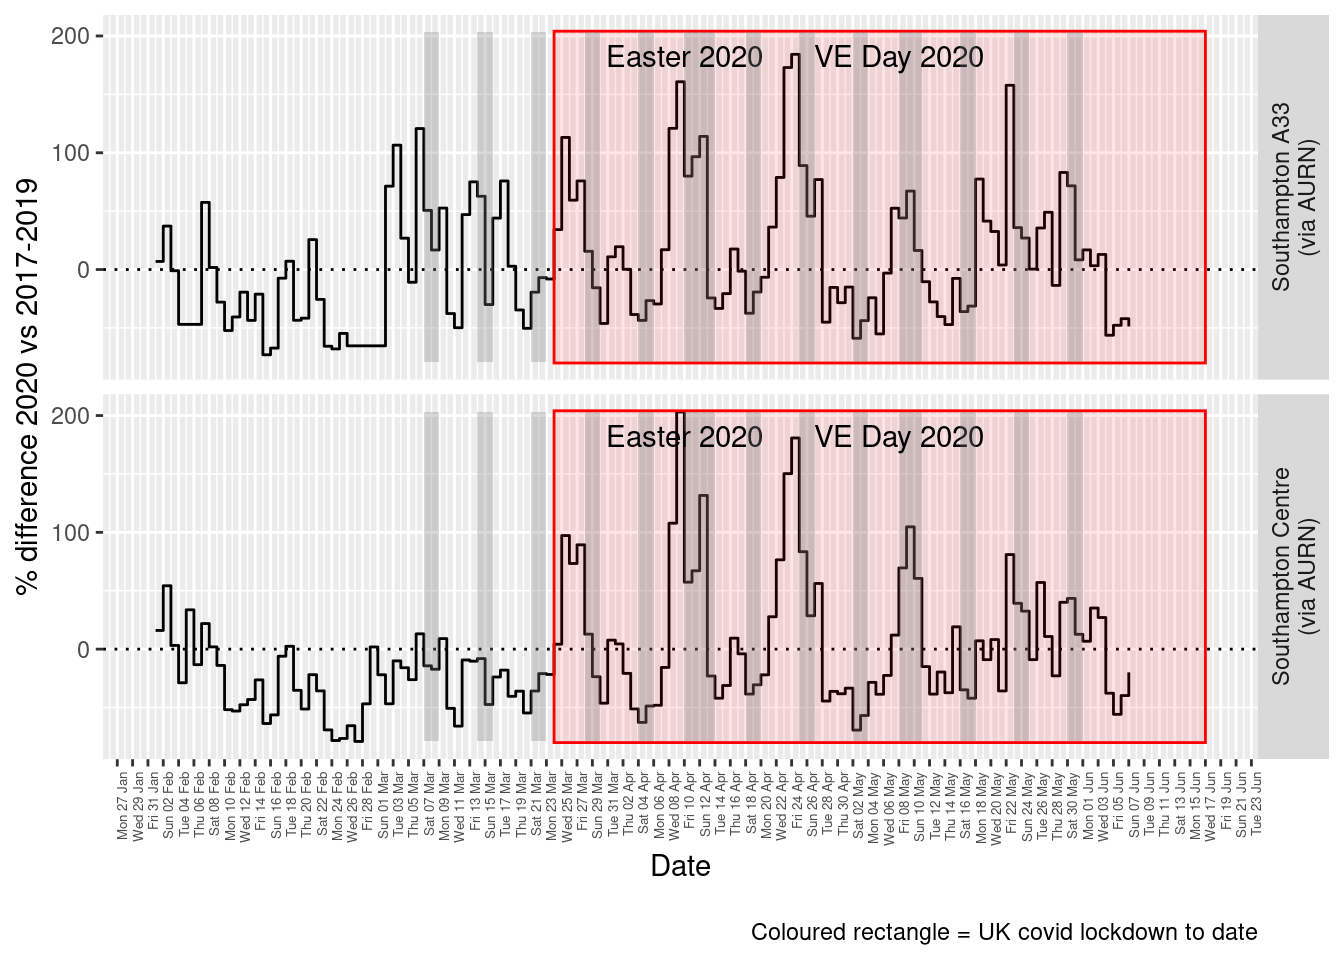 % difference 2020 vs 2017-2019
200
100
0
Easter 2020
VE Day 2020
Southampton A33
(via AURN)
200
100
0
Easter 2020
VE Day 2020
Southampton Centre
(via AURN)
Mon 27 Jan
Wed 29 Jan
Fri 31 Jan
Sun 02 Feb
Tue 04 Feb
Thu 06 Feb
Sat 08 Feb
Mon 10 Feb
Wed 12 Feb
Fri 14 Feb
Sun 16 Feb
Tue 18 Feb
Thu 20 Feb
Sat 22 Feb
Mon 24 Feb
Wed 26 Feb
Fri 28 Feb
Sun 01 Mar
Tue 03 Mar
Thu 05 Mar
Sat 07 Mar
Mon 09 Mar
Wed 11 Mar
Fri 13 Mar
Sun 15 Mar
Tue 17 Mar
Thu 19 Mar
Sat 21 Mar
Mon 23 Mar
Wed 25 Mar
Fri 27 Mar
Sun 29 Mar
Tue 31 Mar
Thu 02 Apr
Sat 04 Apr
Mon 06 Apr
Wed 08 Apr
Fri 10 Apr
Sun 12 Apr
Tue 14 Apr
Thu 16 Apr
Sat 18 Apr
Mon 20 Apr
Wed 22 Apr
Fri 24 Apr
Sun 26 Apr
Tue 28 Apr
Thu 30 Apr
Sat 02 May
Mon 04 May
Wed 06 May
Fri 08 May
Sun 10 May
Tue 12 May
Thu 14 May
Sat 16 May
Mon 18 May
Wed 20 May
Fri 22 May
Sun 24 May
Tue 26 May
Thu 28 May
Sat 30 May
Mon 01 Jun
Wed 03 Jun
Fri 05 Jun
Sun 07 Jun
Tue 09 Jun
Thu 11 Jun
Sat 13 Jun
Mon 15 Jun
Wed 17 Jun
Fri 19 Jun
Sun 21 Jun
Tue 23 Jun
Date
Coloured rectangle = UK covid lockdown to date